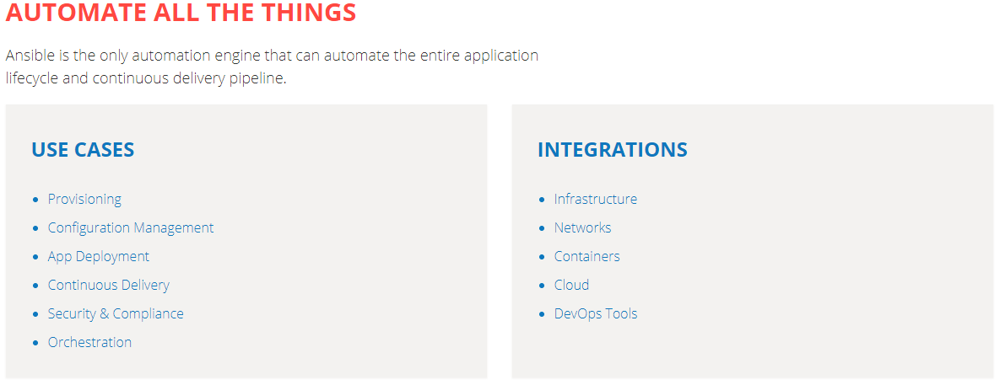 AUTOMATE ALL THE THINGS
Ansible is the only automation engine that can automate the entire application
lifecycle and continuous delivery pipeline.
USE CASES
Provisioning
Configuration Management
App Deployment
Continuous Delivery
Security & Compliance
Orchestration
INTEGRATIONS
Infrastructure
Networks
Containers
Cloud
DevOps Tools